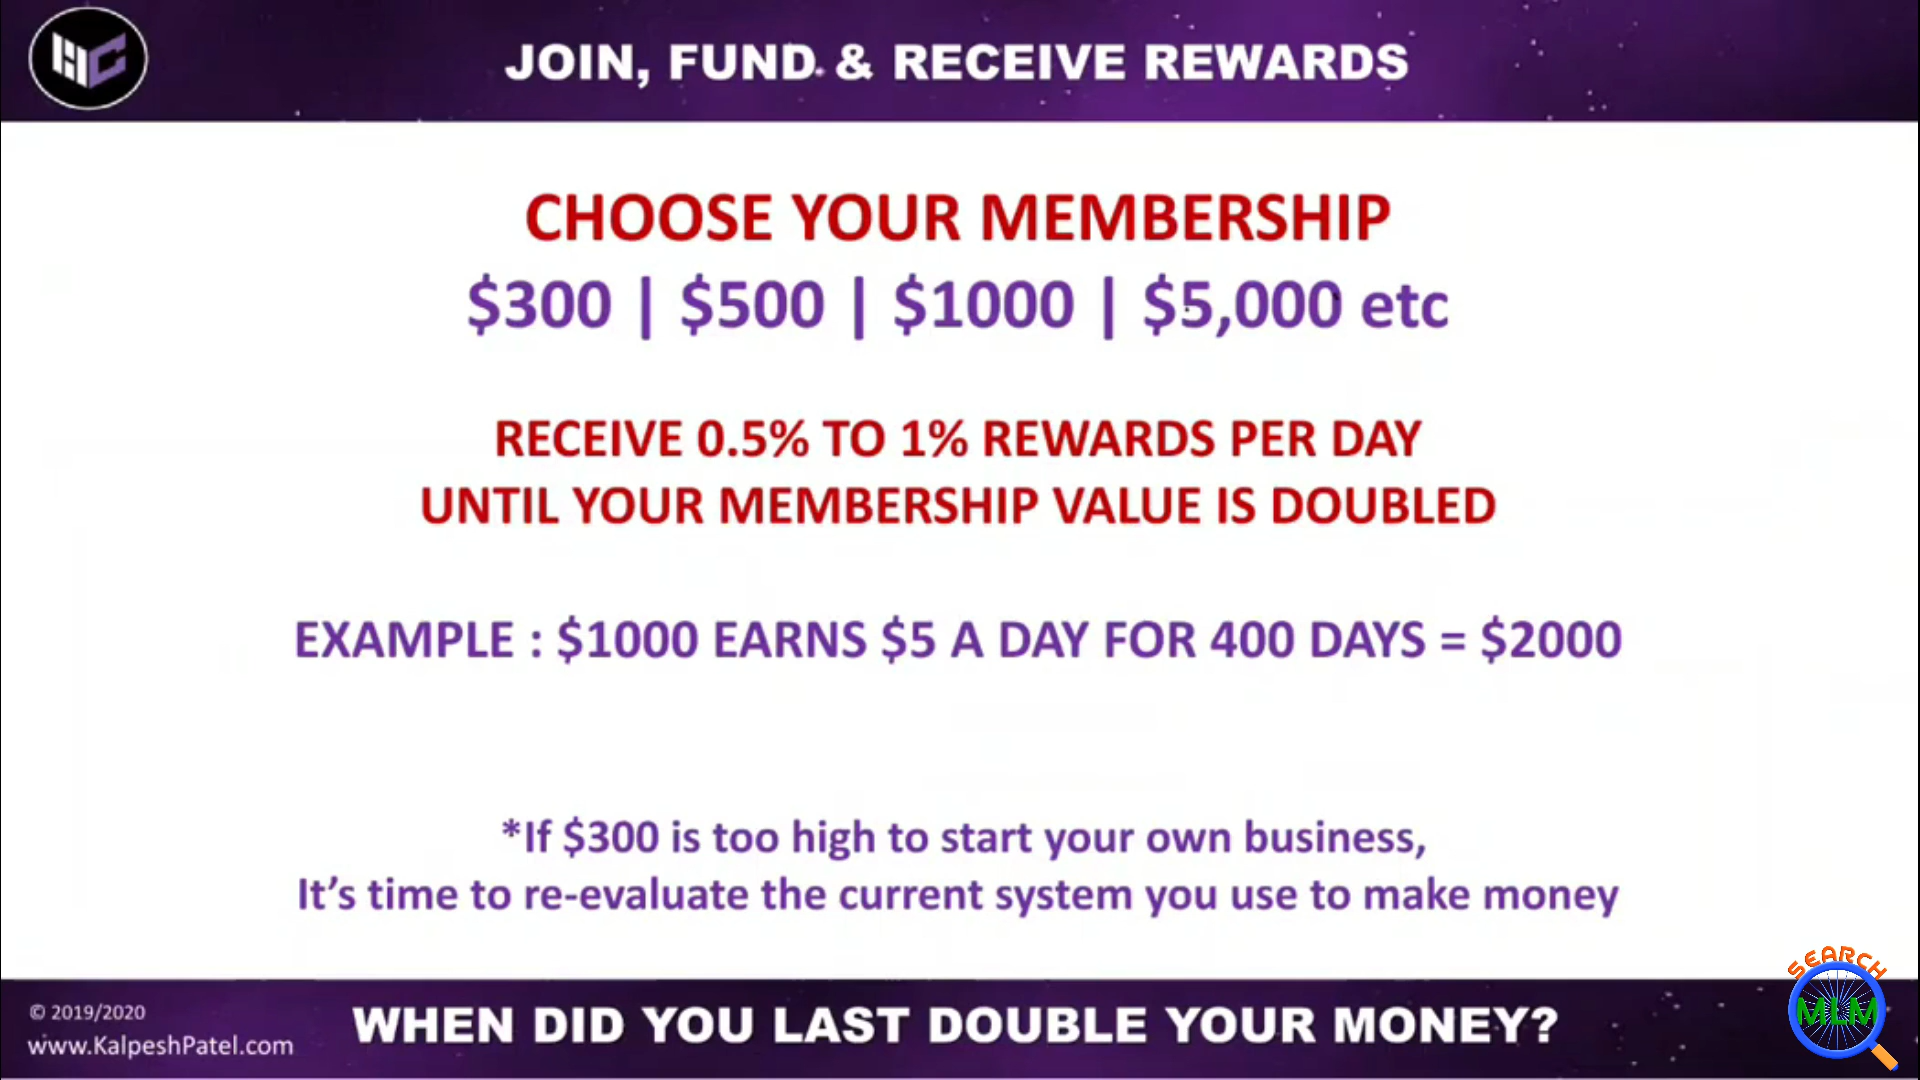 HC
JOIN, FUND & RECEIVE REWARDS
CHOOSE YOUR MEMBERSHIP
$300 | $500 | $1000 | $5,000 etc
RECEIVE 0.5% TO 1% REWARDS PER DAY
UNTIL YOUR MEMBERSHIP VALUE IS DOUBLED
EXAMPLE : $1000 EARNS $5 A DAY FOR 400 DAYS = $2000
*If $300 is too high to start your own business,
It’s time to re-evaluate the current system you use to make money
© 2019/2020
www.KalpeshPatel.com
WHEN DID YOU LAST DOUBLE YOUR MONEY?
SEARCH
MLM